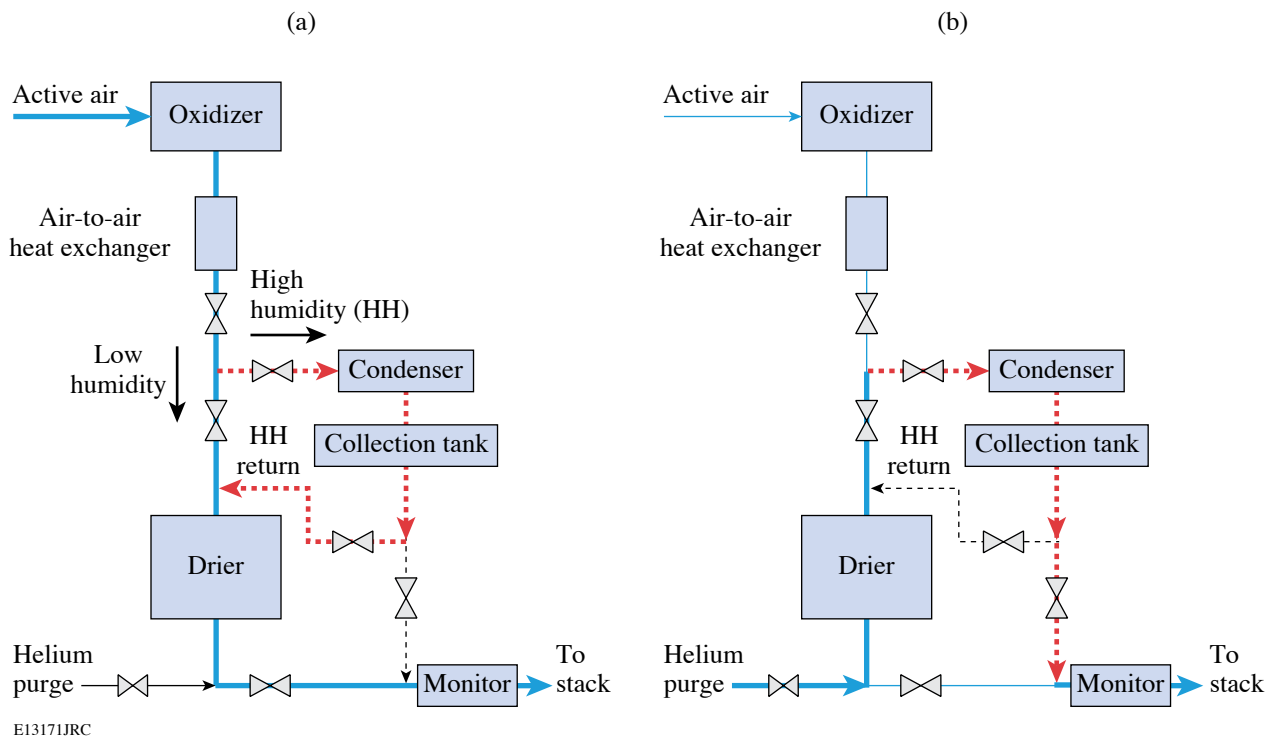 (a)
Active air
Oxidizer
Air-to-air
heat exchanger
High
humidity (HH)
Low
humidity
Condenser
Collection tank
HH
return
Drier
Helium
purge
Monitor
To
stack
E13171JRC
(b)
Active air
Oxidizer
Air-to-air
heat exchanger
Condenser
Collection tank
HH
return
Drier
Helium
purge
Monitor
To
stack